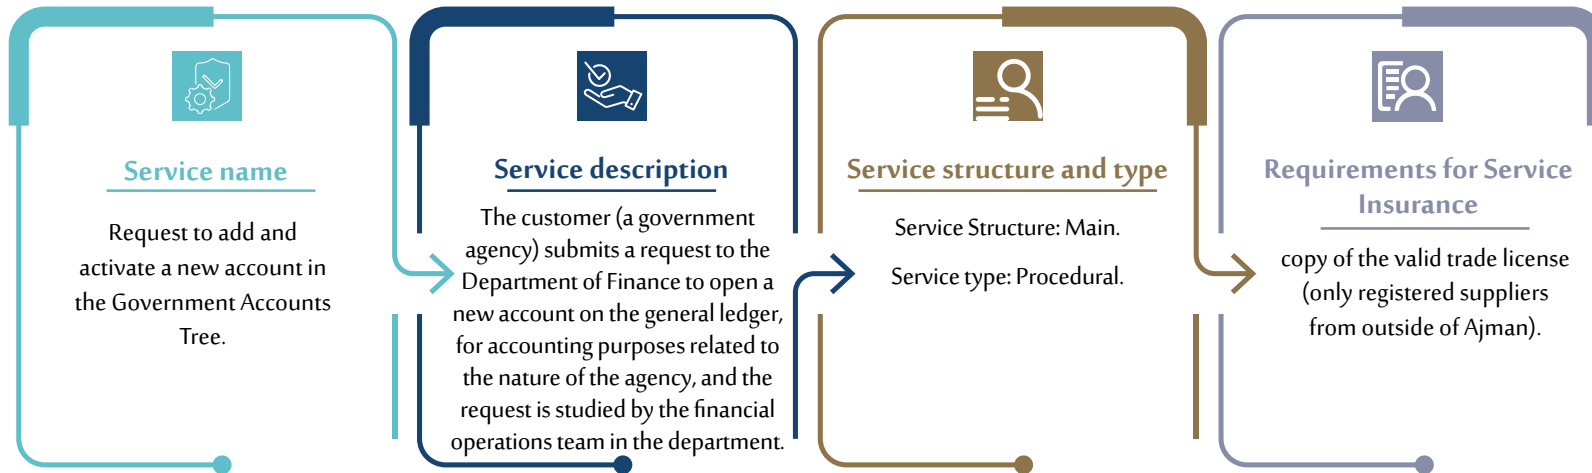 Service name
Request to add and
activate a new account in
the Government Accounts
Tree.
Service description
The customer (a government
agency) submits a request to the
Department of Finance to open a
new account on the general ledger,
for accounting purposes related to
the nature of the agency, and the
request is studied by the financial
operations team in the department.
Service structure and type
Service Structure: Main.
Service type: Procedural.
Requirements for Service
Insurance
copy of the valid trade license
(only registered suppliers
from outside of Ajman).